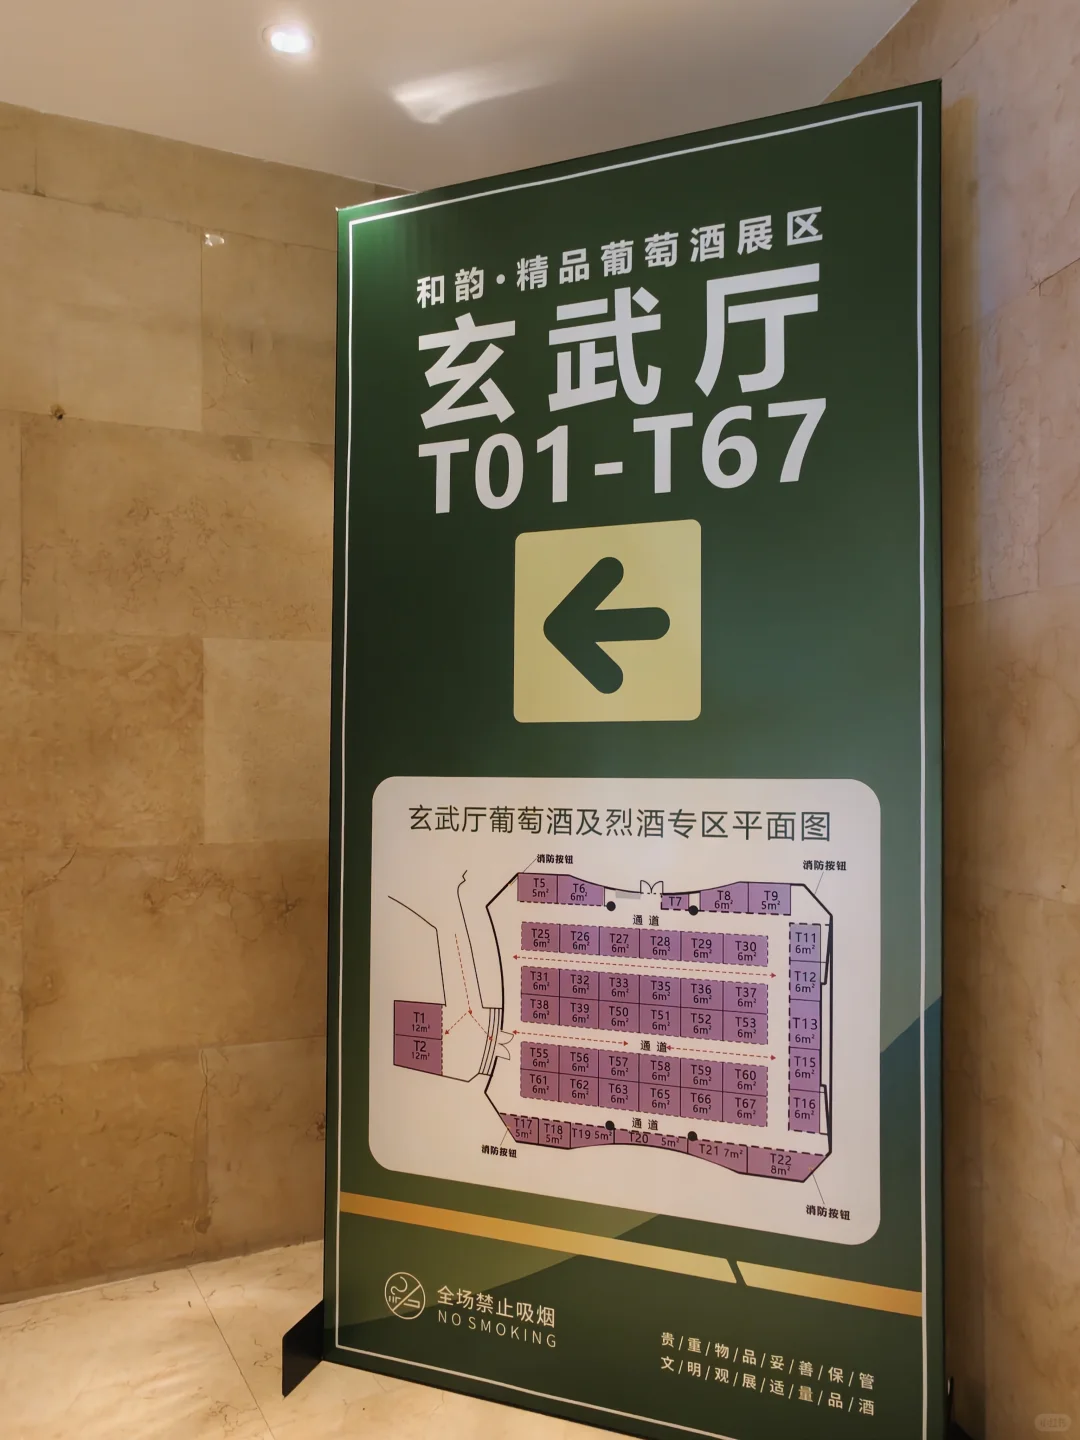 和韵·精品葡萄酒展区
玄武厅
T01-T67
玄武厅葡萄酒及烈酒专区平面图
消防按钮
消防按钮
T5 5m²
T6 6m²
T7
T8 6m²
T9 5m²
通道
T25 6m²
T26 6m²
T27 6m²
T28 6m²
T29 6m²
T30 6m²
T11 6m²
T12 6m²
T31 6m²
T32 6m²
T33 6m²
T35 6m²
T36 6m²
T37 6m²
T38 6m²
T39 6m²
T50 6m²
T51 6m²
T52 6m²
T53 6m²
T13 6m²
T1 12m²
T2 12m²
通道
T55 6m²
T56 6m²
T57 6m²
T58 6m²
T59 6m²
T60 6m²
T15 6m²
T61 6m²
T62 6m²
T63 6m²
T65 6m²
T66 6m²
T67 6m²
T16 6m²
通道
T17 5m²
T18 5m²
T19 5m²
T20 5m²
T21 7m²
T22 8m²
消防按钮
消防按钮
全场禁止吸烟
NO SMOKING
贵/重/物/品/妥/善/保/管
文/明/观/展/适/量/品/酒